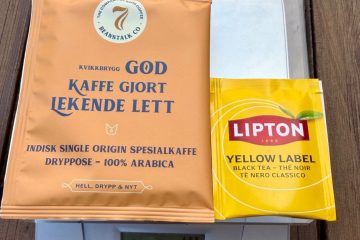 7
BEANSTALK CO.
KVIKKBRYGG GOD
KAFFE GJORT
LEKENDE LETT
INDISK SINGLE ORIGIN SPESIALKAFFE
DRYPPOSE - 100% ARABICA
HELL, DRYPP & NYT
LIPTON
YELLOW LABEL
BLACK TEA - THÉ NOIR
TÈ NERO CLASSICO